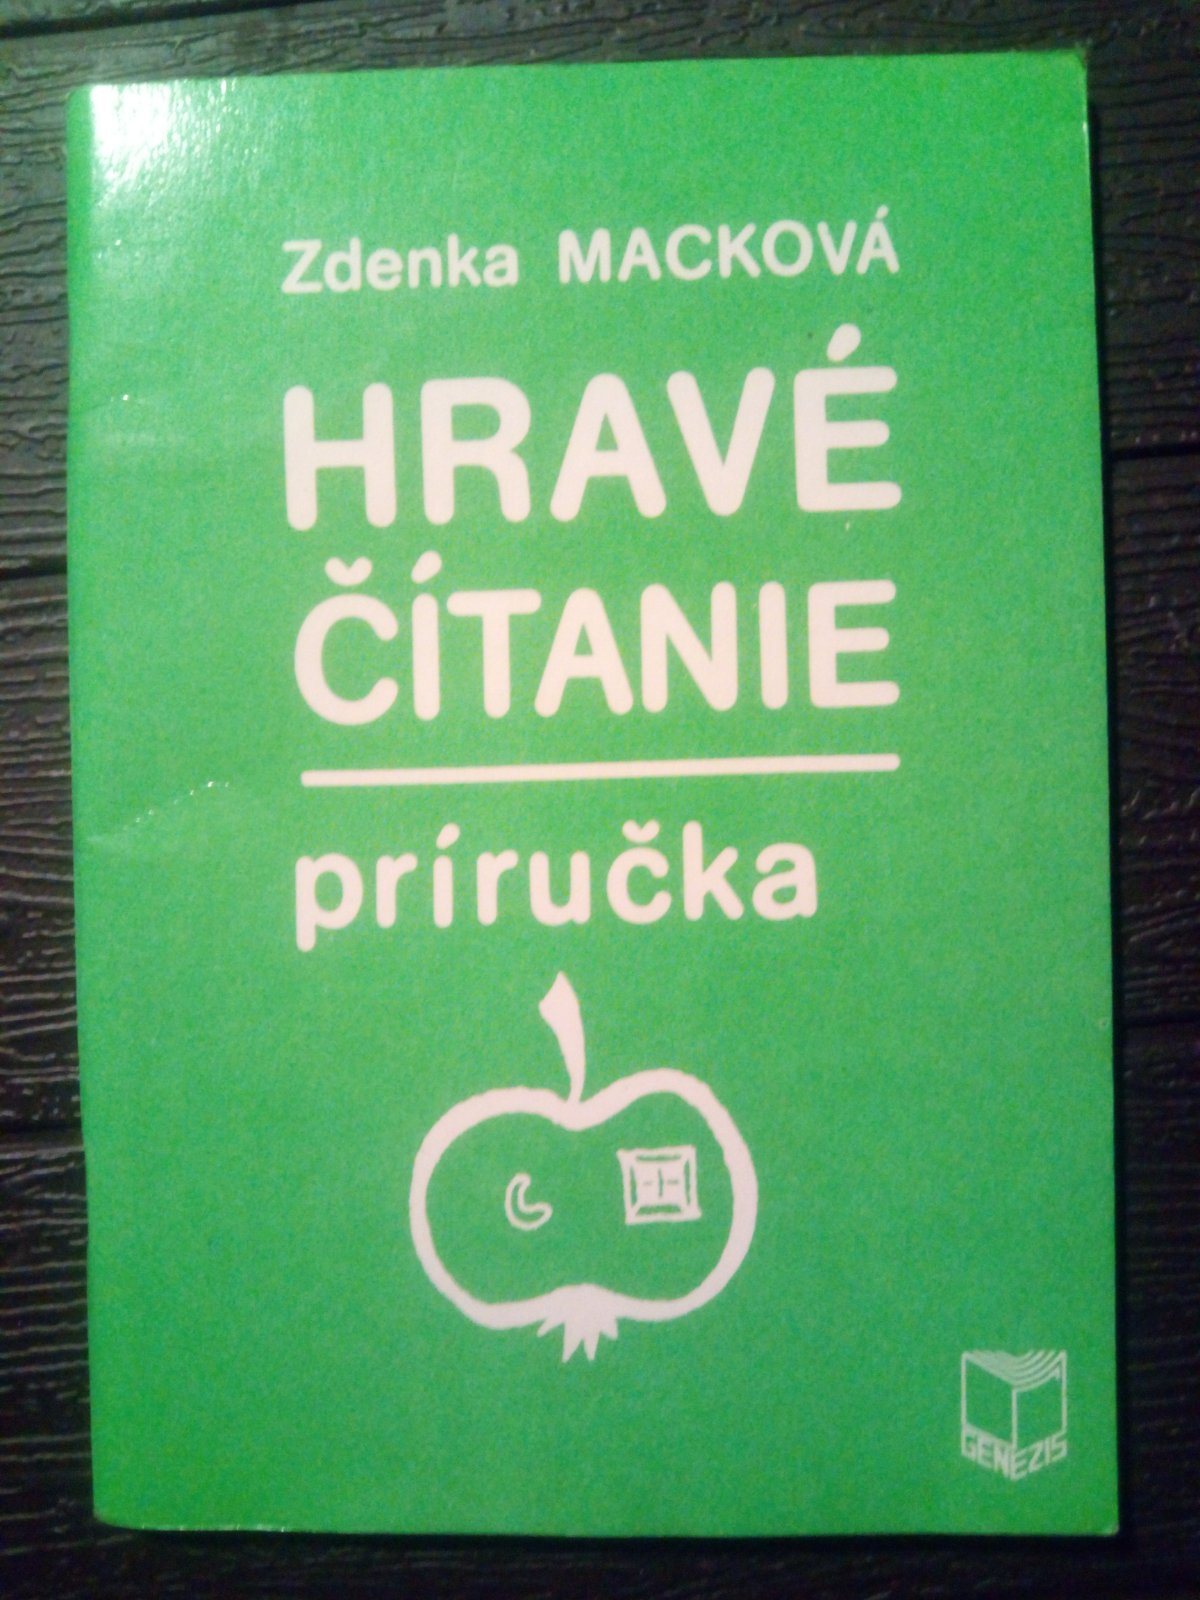 Zdenka MACKOVÁ
HRAVÉ
ČÍTANIE
príručka
GENEZIS